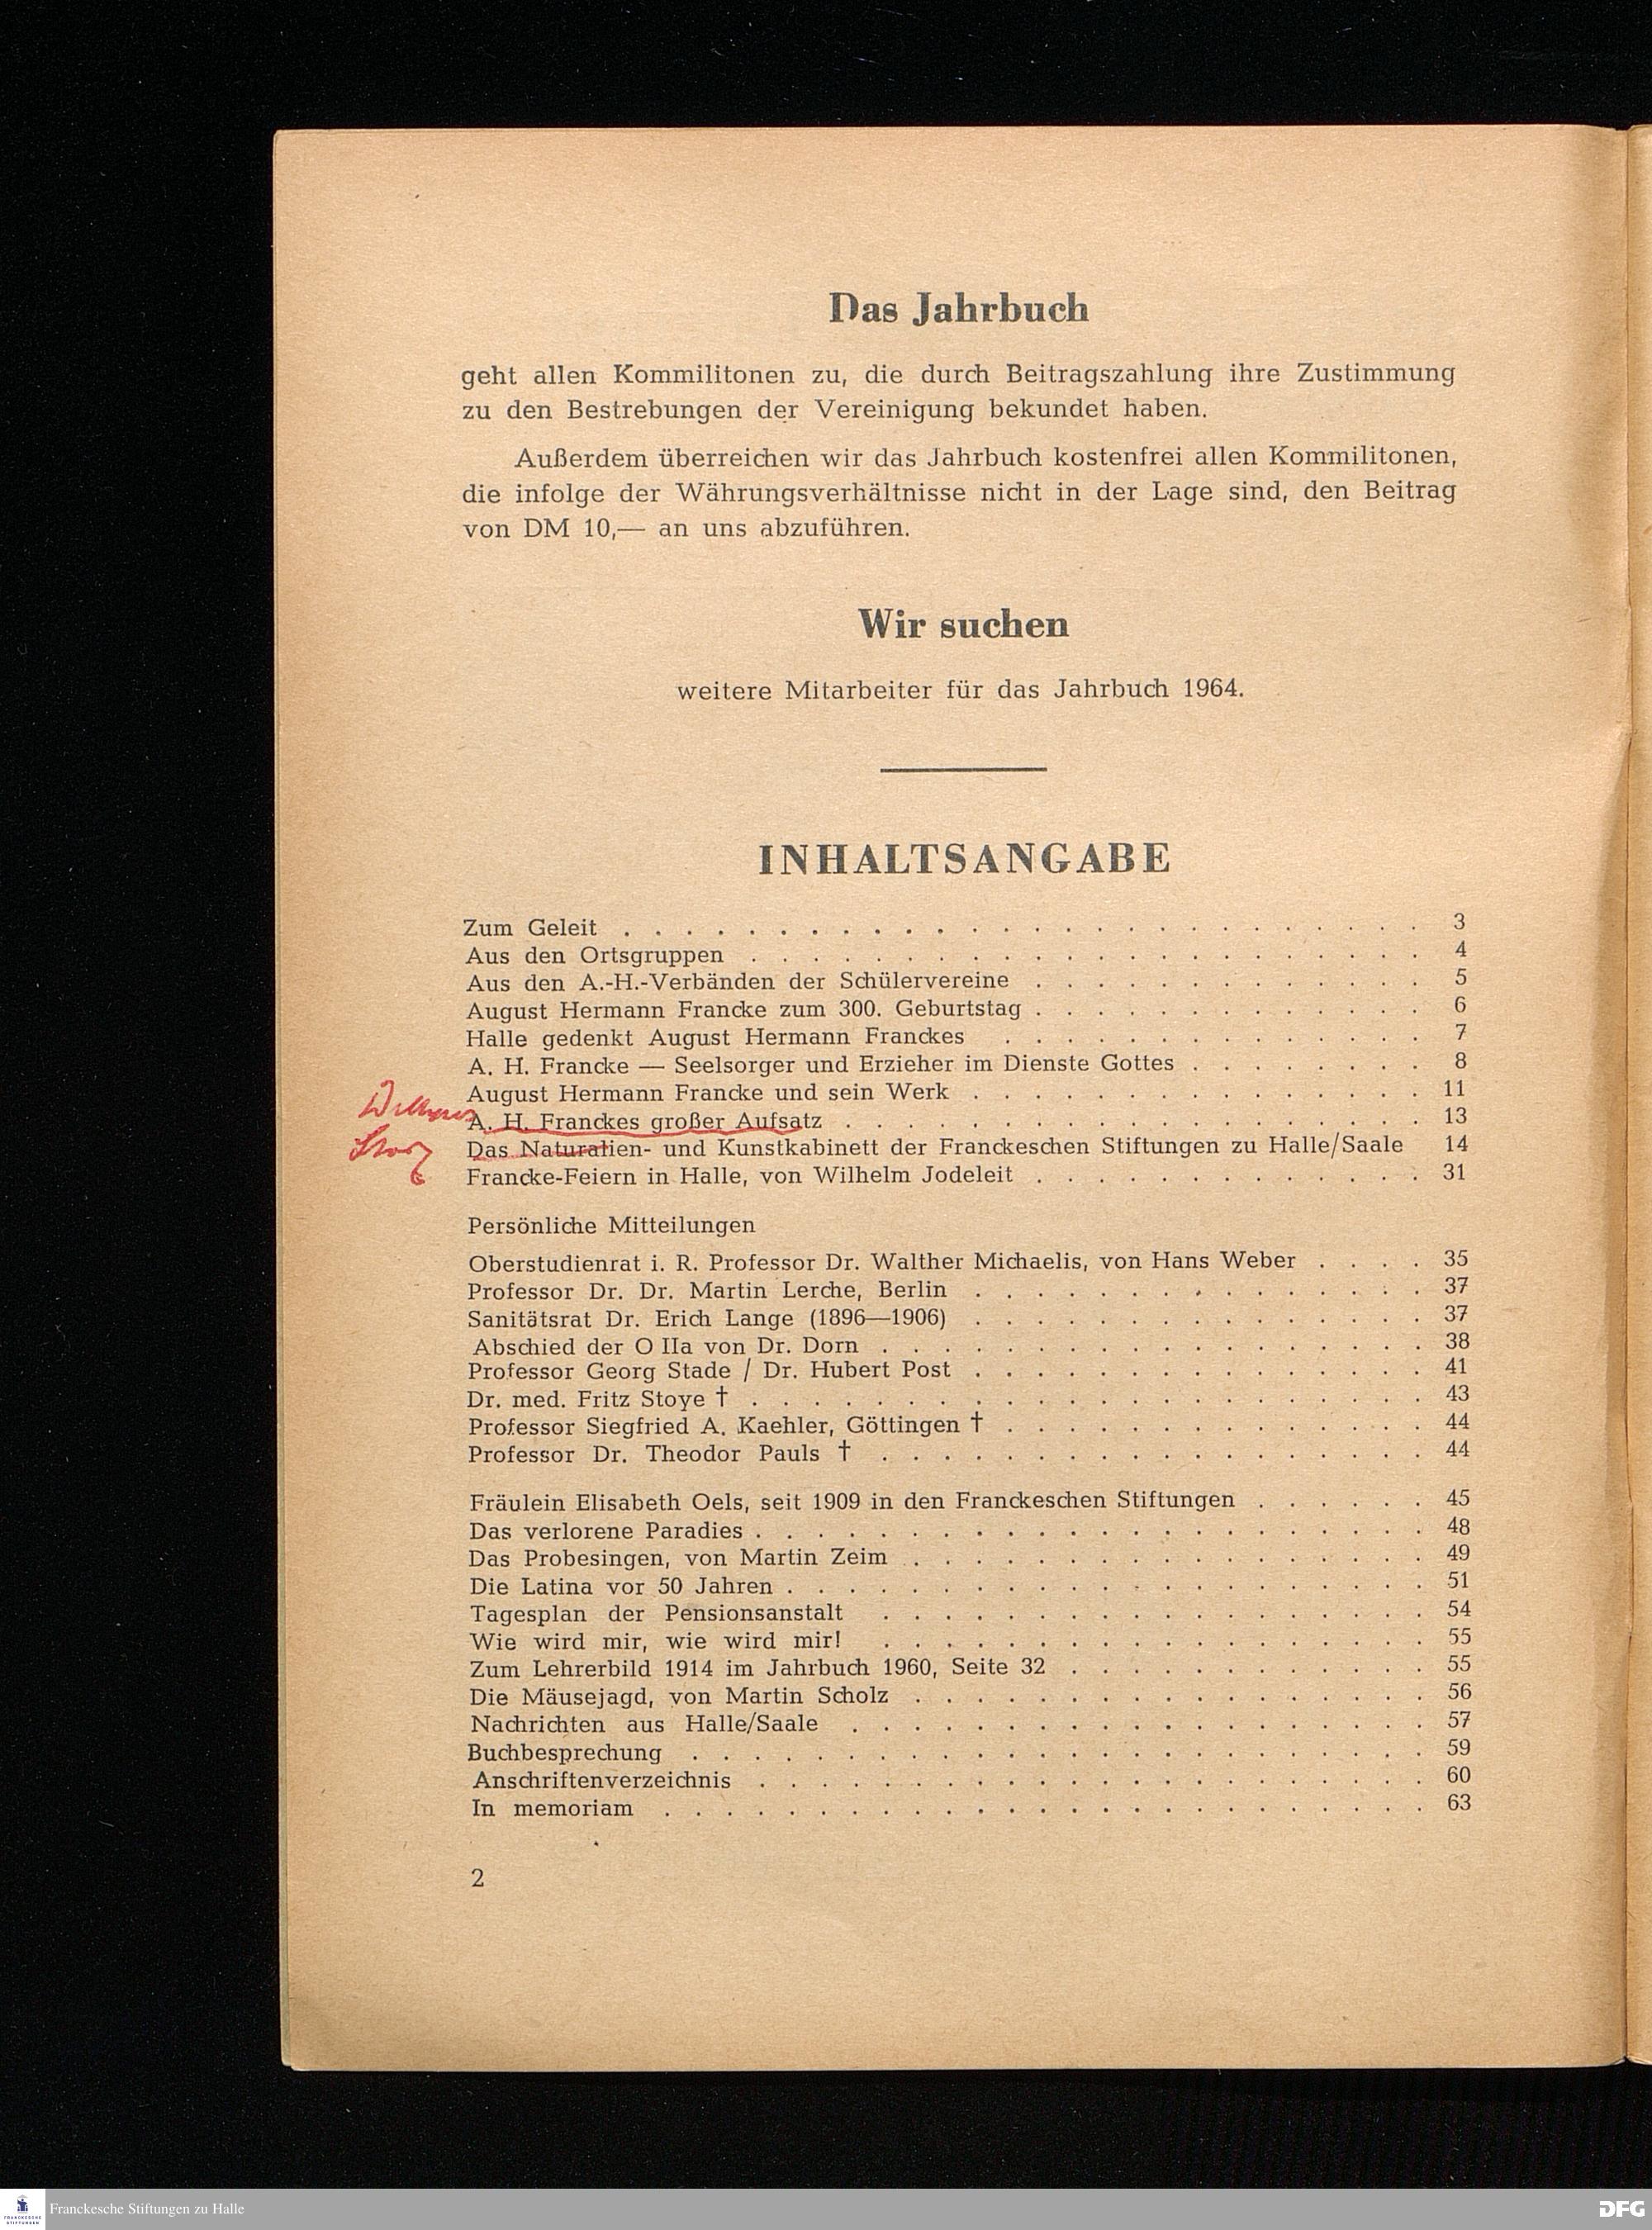 Das Jahrbuch
geht allen Kommilitonen zu, die durch Beitragszahlung ihre Zustimmung
zu den Bestrebungen der Vereinigung bekundet haben.
Außerdem überreichen wir das Jahrbuch kostenfrei allen Kommilitonen,
die infolge der Währungsverhältnisse nicht in der Lage sind, den Beitrag
von DM 10,— an uns abzuführen.
Wir suchen
weitere Mitarbeiter für das Jahrbuch 1964.
INHALTSANGABE
Zum Geleit . . . . . . . . . . . . . . . . . . . . . . . . . . 3
Aus den Ortsgruppen . . . . . . . . . . . . . . . . . . . . . . 4
Aus den A.-H.-Verbänden der Schülervereine . . . . . . . . . . . . . 5
August Hermann Francke zum 300. Geburtstag . . . . . . . . . . . . . 6
Halle gedenkt August Hermann Franckes . . . . . . . . . . . . . . 7
A. H. Francke — Seelsorger und Erzieher im Dienste Gottes . . . . . . . . 8
August Hermann Francke und sein Werk . . . . . . . . . . . . . . . 11
A. H. Franckes großer Aufsatz . . . . . . . . . . . . . . . . . . . 13
Das Naturalien- und Kunstkabinett der Franckeschen Stiftungen zu Halle/Saale 14
Francke-Feiern in Halle, von Wilhelm Jodeleit . . . . . . . . . . . . . 31
Persönliche Mitteilungen
Oberstudienrat i. R. Professor Dr. Walther Michaelis, von Hans Weber . . . . 35
Professor Dr. Dr. Martin Lerche, Berlin . . . . . . . . . . . . . . . 37
Sanitätsrat Dr. Erich Lange (1896—1906) . . . . . . . . . . . . . . . 37
Abschied der O IIa von Dr. Dorn . . . . . . . . . . . . . . . . . . 38
Professor Georg Stade / Dr. Hubert Post . . . . . . . . . . . . . . . 41
Dr. med. Fritz Stoye † . . . . . . . . . . . . . . . . . . . . . . 43
Professor Siegfried A. Kaehler, Göttingen † . . . . . . . . . . . . . . 44
Professor Dr. Theodor Pauls † . . . . . . . . . . . . . . . . . . 44
Fräulein Elisabeth Oels, seit 1909 in den Franckeschen Stiftungen . . . . . . 45
Das verlorene Paradies . . . . . . . . . . . . . . . . . . . . . . 48
Das Probesingen, von Martin Zeim . . . . . . . . . . . . . . . . . 49
Die Latina vor 50 Jahren . . . . . . . . . . . . . . . . . . . . . 51
Tagesplan der Pensionsanstalt . . . . . . . . . . . . . . . . . . 54
Wie wird mir, wie wird mir! . . . . . . . . . . . . . . . . . . 55
Zum Lehrerbild 1914 im Jahrbuch 1960, Seite 32 . . . . . . . . . . . . 55
Die Mäusejagd, von Martin Scholz . . . . . . . . . . . . . . . . . 56
Nachrichten aus Halle/Saale . . . . . . . . . . . . . . . . . . . 57
Buchbesprechung . . . . . . . . . . . . . . . . . . . . . . . . 59
Anschriftenverzeichnis . . . . . . . . . . . . . . . . . . . . . . 60
In memoriam . . . . . . . . . . . . . . . . . . . . . . . . . 63
2
FRANCKESCHE
STIFTUNGEN
Franckesche Stiftungen zu Halle
DFG